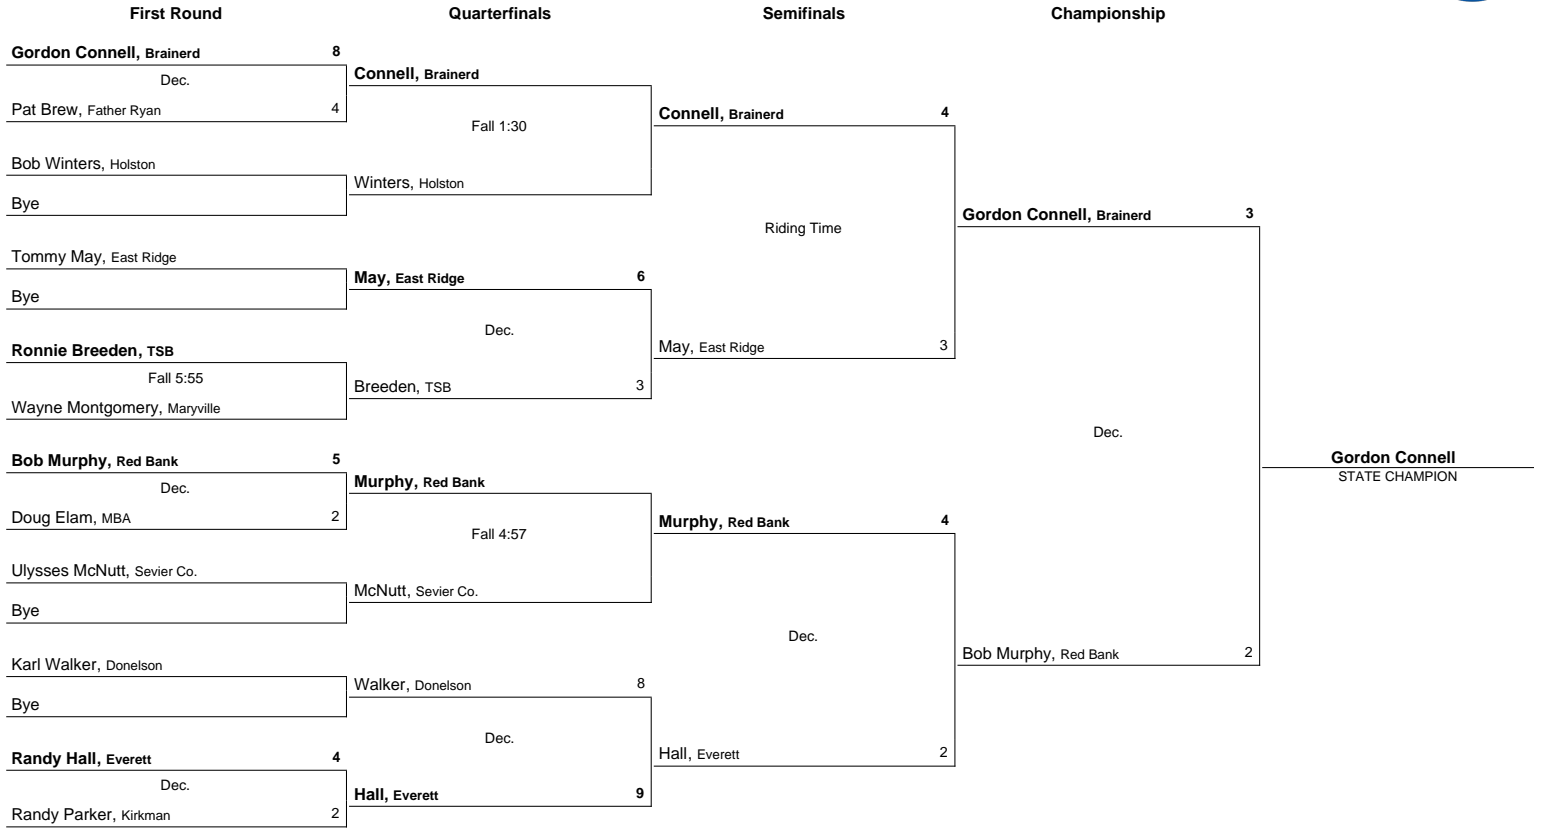 First Round Quarterfinals Semifinals Championship
Gordon Connell, Brainerd 8
Dec.
Pat Brew, Father Ryan 4
Bob Winters, Holston
Bye
Tommy May, East Ridge
Bye
Ronnie Breeden, TSB
Fall 5:55
Wayne Montgomery, Maryville
Bob Murphy, Red Bank 5
Dec.
Doug Elam, MBA 2
Ulysses McNutt, Sevier Co.
Bye
Karl Walker, Donelson
Bye
Randy Hall, Everett 4
Dec.
Randy Parker, Kirkman 2
Connell, Brainerd
Fall 1:30
Winters, Holston
May, East Ridge 6
Dec.
Breeden, TSB 3
Murphy, Red Bank
Fall 4:57
McNutt, Sevier Co.
Walker, Donelson 8
Dec.
Hall, Everett 9
Connell, Brainerd 4
Riding Time
May, East Ridge 3
Murphy, Red Bank 4
Dec.
Hall, Everett 2
Gordon Connell, Brainerd 3
Dec.
Bob Murphy, Red Bank 2
Gordon Connell
STATE CHAMPION